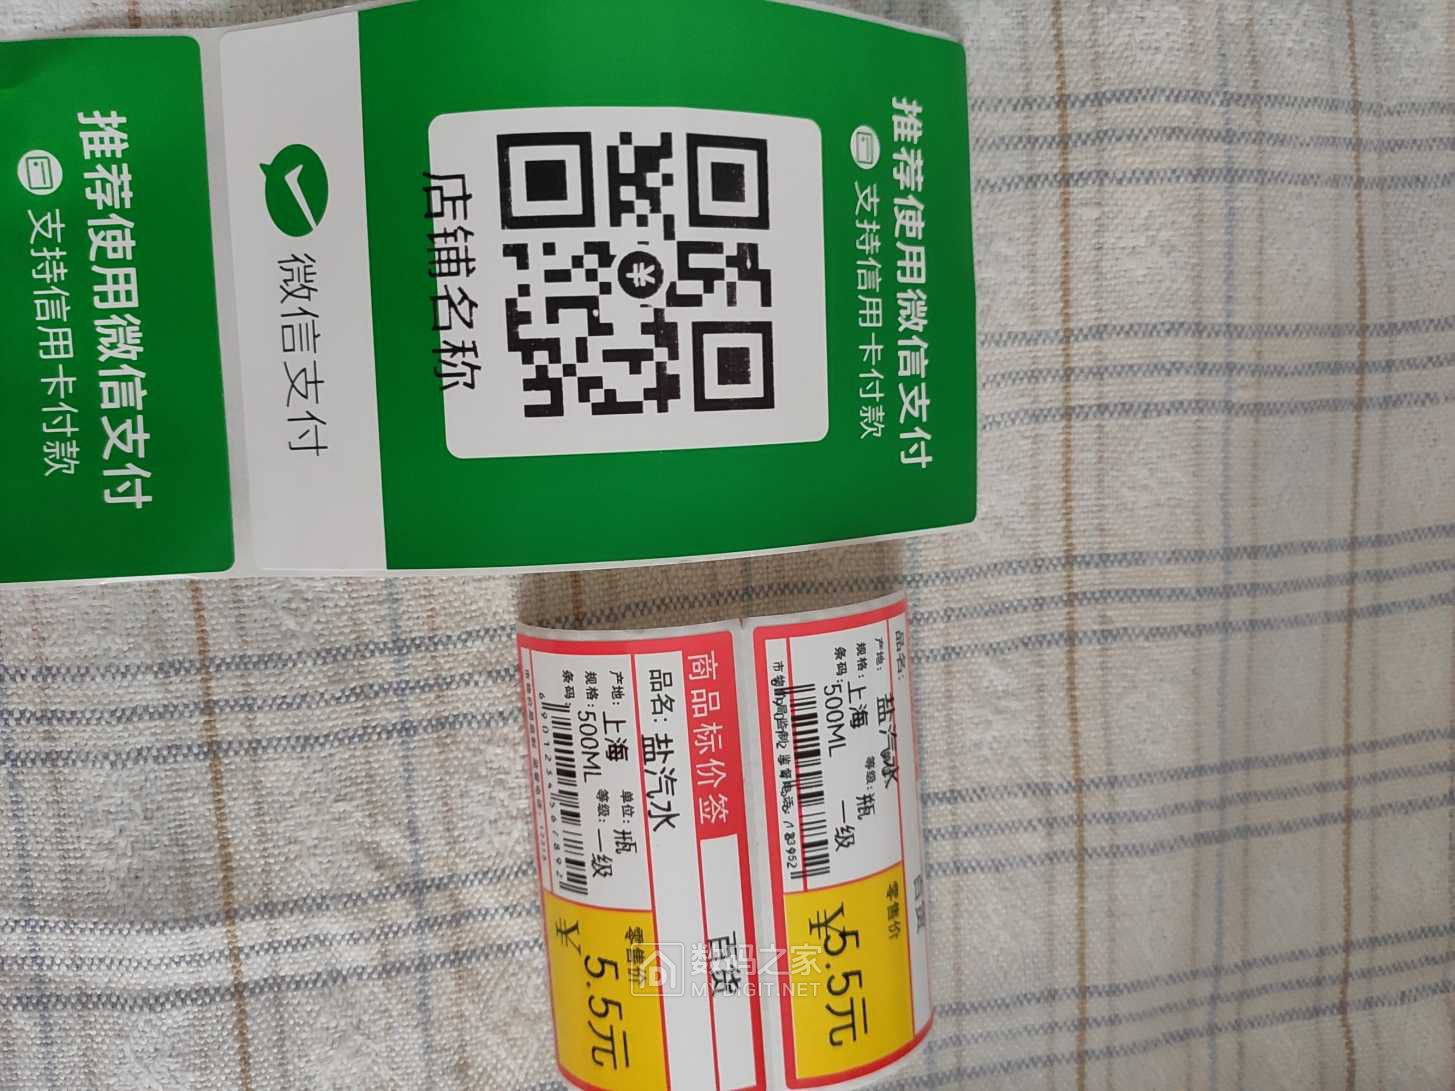 推荐使用微信支付
支持信用卡付款
推荐使用微信支付
支持信用卡付款
¥
店铺名称
微信支付
商品标价签
百货
品名: 盐汽水
产地: 上海
单位: 瓶
规格: 500ML
等级: 一级
条码:
6901234567892
零售价
¥ 5.5元
品名: 盐汽水
产地: 上海
瓶
规格: 500ML
等级: 一级
条码:
零售价
¥5.5元
数码之家
MYDIGIT.NET